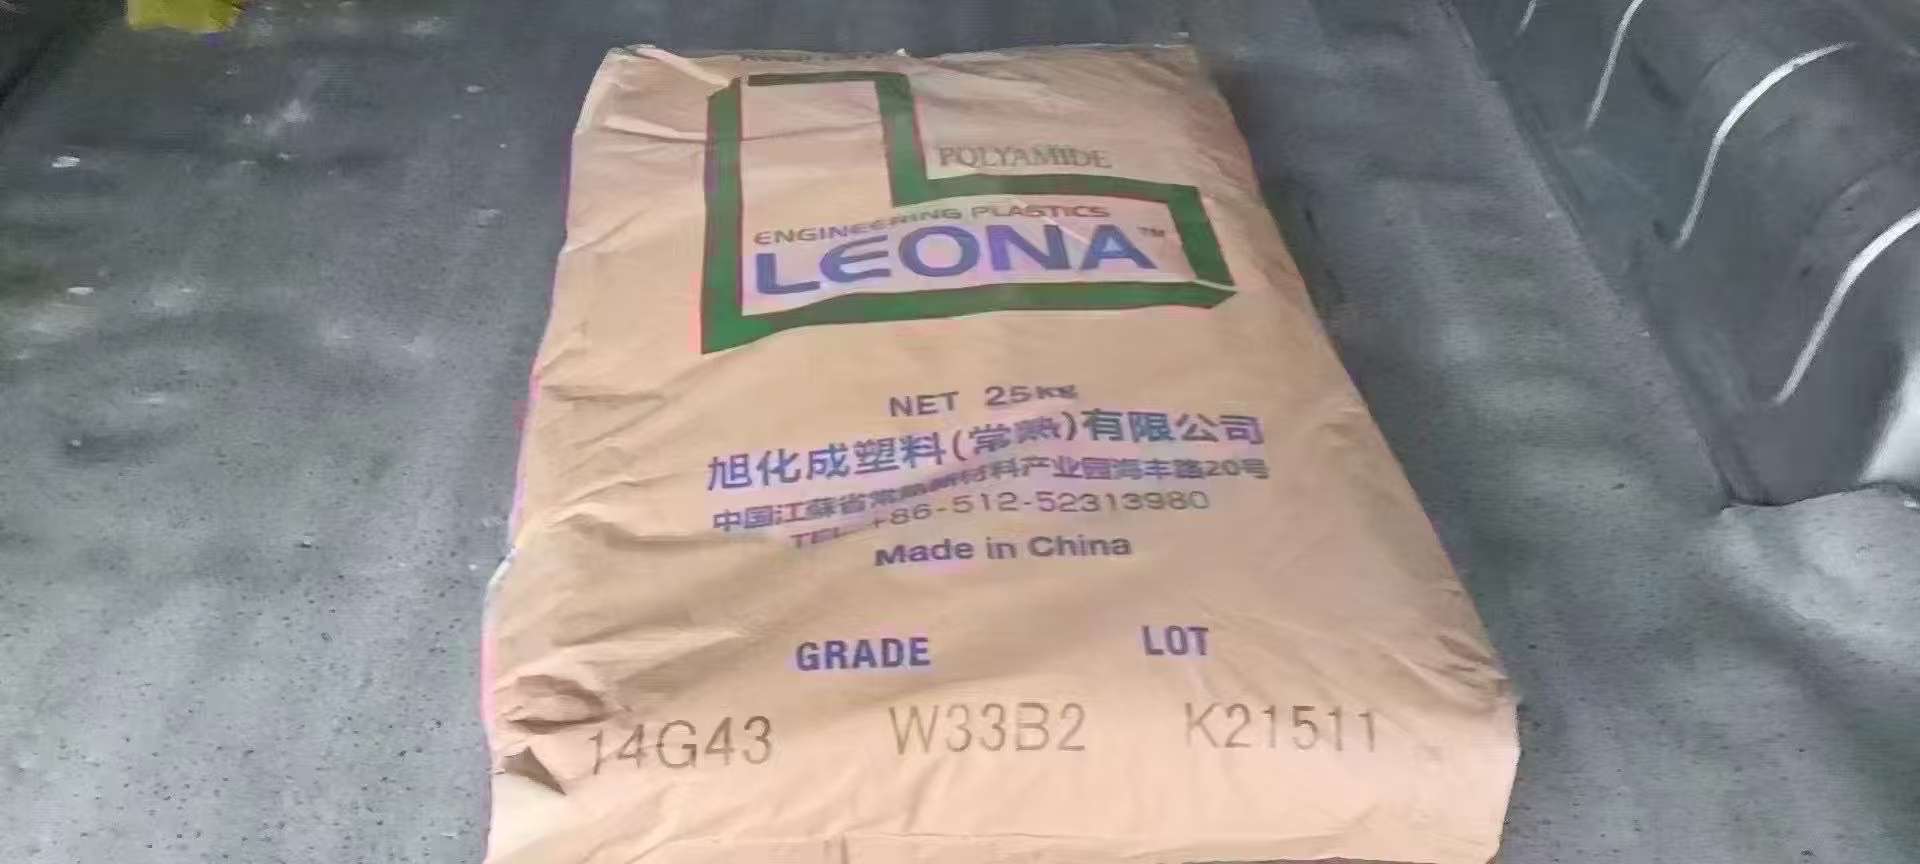 POLYAMIDE
ENGINEERING PLASTICS
LEONA™
NET 25KG
旭化成塑料(常熟)有限公司
中国江蘇省常熟新材料产业园海丰路20号
TEL +86-512-52313980
Made in China
GRADE LOT
14G43 W33B2 K21511